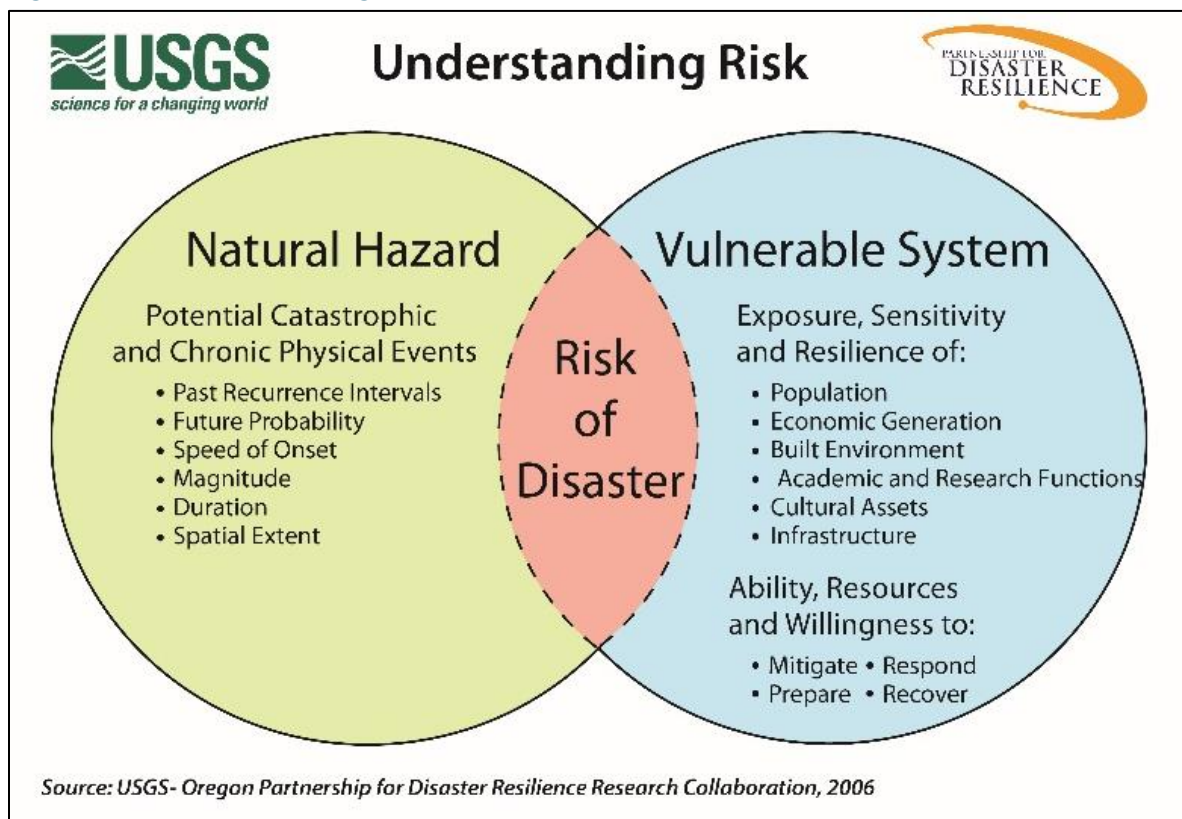 USGS
science for a changing world
Understanding Risk
PARTNERSHIP FOR
DISASTER
RESILIENCE
Natural Hazard
Potential Catastrophic
and Chronic Physical Events
• Past Recurrence Intervals
• Future Probability
• Speed of Onset
• Magnitude
• Duration
• Spatial Extent
Risk
of
Disaster
Vulnerable System
Exposure, Sensitivity
and Resilience of:
• Population
• Economic Generation
• Built Environment
• Academic and Research Functions
• Cultural Assets
• Infrastructure
Ability, Resources
and Willingness to:
• Mitigate • Respond
• Prepare • Recover
Source: USGS- Oregon Partnership for Disaster Resilience Research Collaboration, 2006